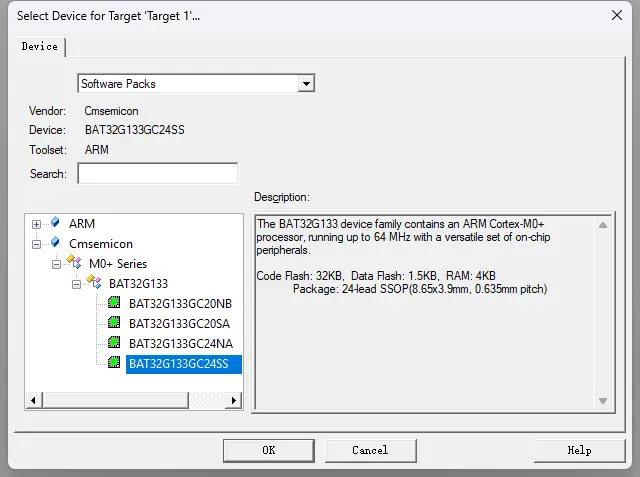 Select Device for Target 'Target 1'...
Device
Software Packs
Vendor: Cmsemicon
Device: BAT32G133GC24SS
Toolset: ARM
Search:
Description:
ARM
Cmsemicon
M0+ Series
BAT32G133
BAT32G133GC20NB
BAT32G133GC20SA
BAT32G133GC24NA
BAT32G133GC24SS
The BAT32G133 device family contains an ARM Cortex-M0+
processor, running up to 64 MHz with a versatile set of on-chip
peripherals.
Code Flash: 32KB, Data Flash: 1.5KB, RAM: 4KB
Package: 24-lead SSOP(8.65x3.9mm, 0.635mm pitch)
OK
Cancel
Help